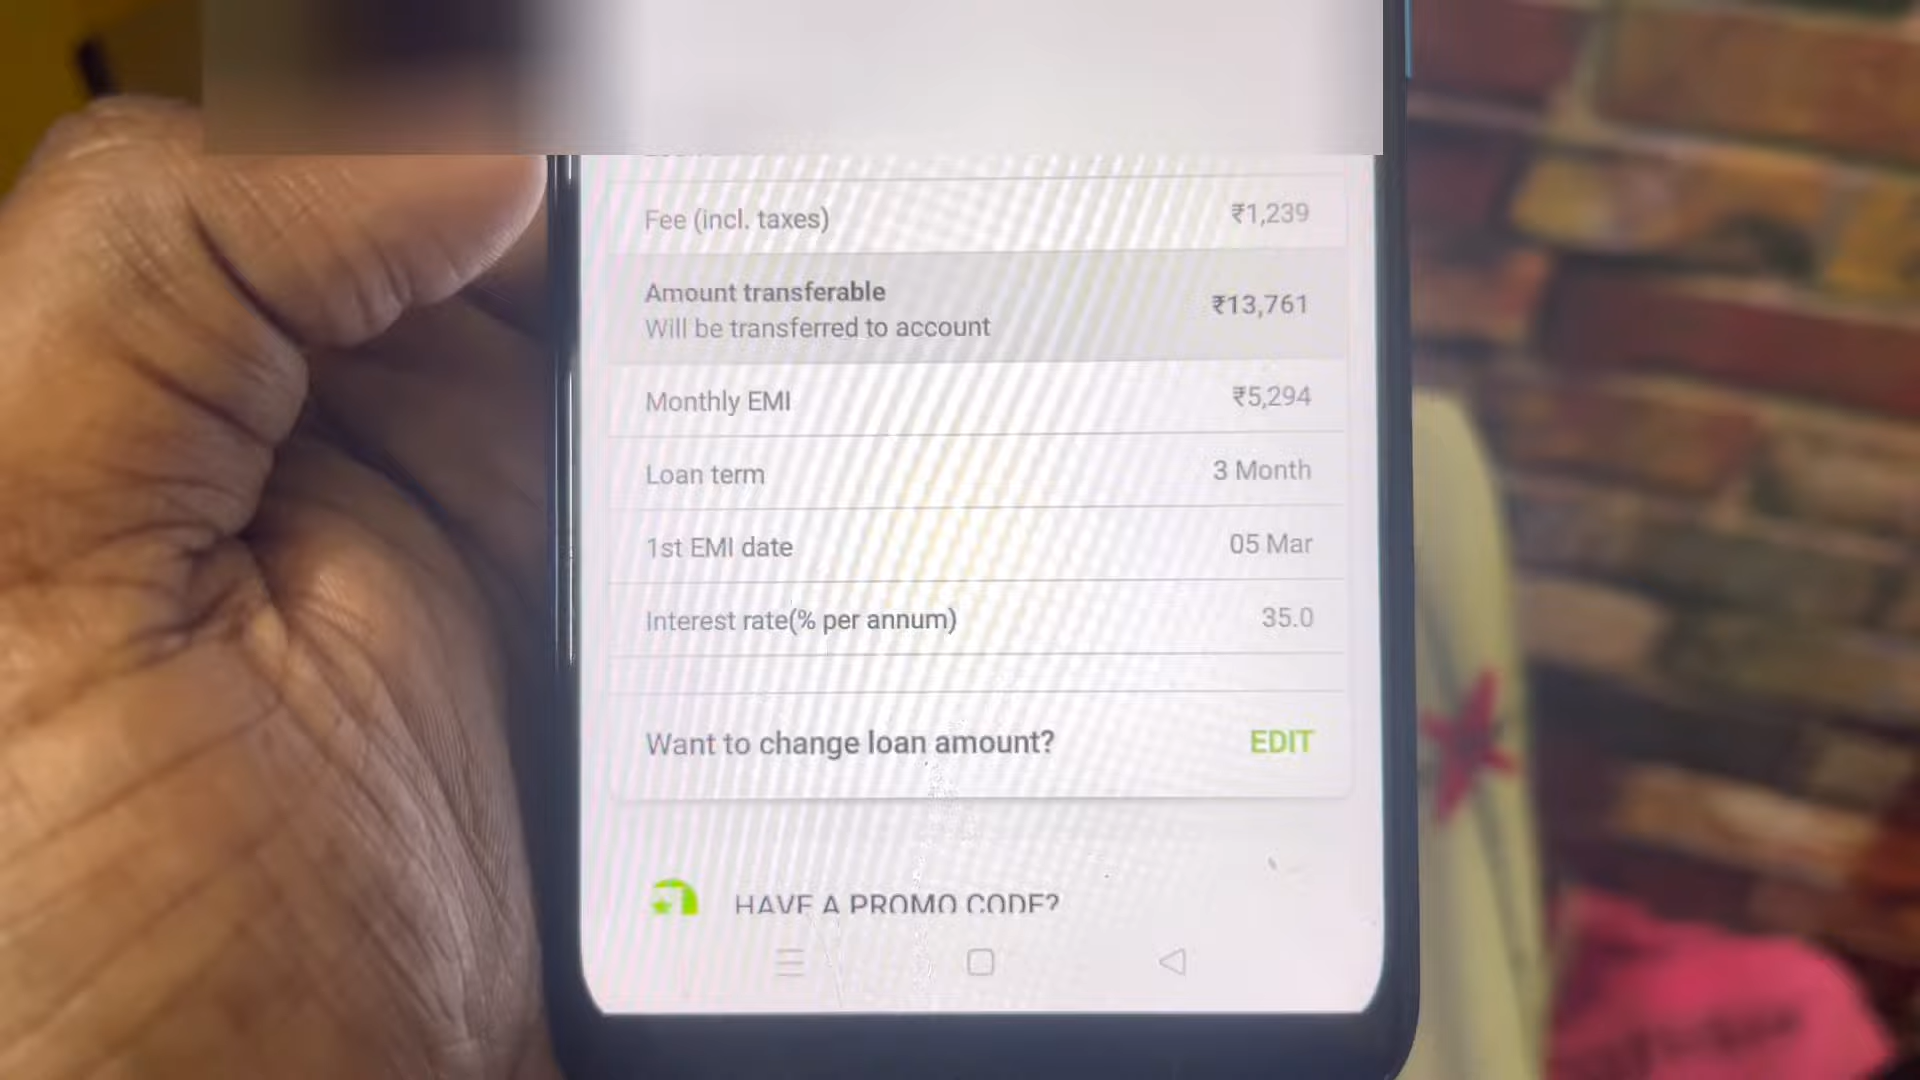 Fee (incl. taxes) ₹1,239
Amount transferable
Will be transferred to account ₹13,761
Monthly EMI ₹5,294
Loan term 3 Month
1st EMI date 05 Mar
Interest rate(% per annum) 35.0
Want to change loan amount? EDIT
HAVE A PROMO CODE?